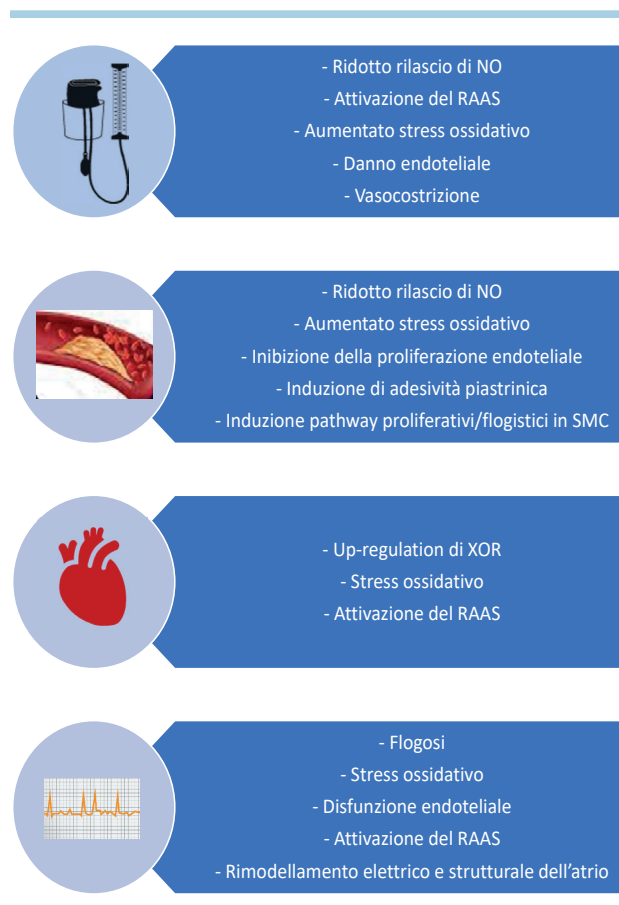 - Ridotto rilascio di NO
- Attivazione del RAAS
- Aumentato stress ossidativo
- Danno endoteliale
- Vasocostrizione
- Ridotto rilascio di NO
- Aumentato stress ossidativo
- Inibizione della proliferazione endoteliale
- Induzione di adesività piastrinica
- Induzione pathway proliferativi/flogistici in SMC
- Up-regulation di XOR
- Stress ossidativo
- Attivazione del RAAS
- Flogosi
- Stress ossidativo
- Disfunzione endoteliale
- Attivazione del RAAS
- Rimodellamento elettrico e strutturale dell’atrio